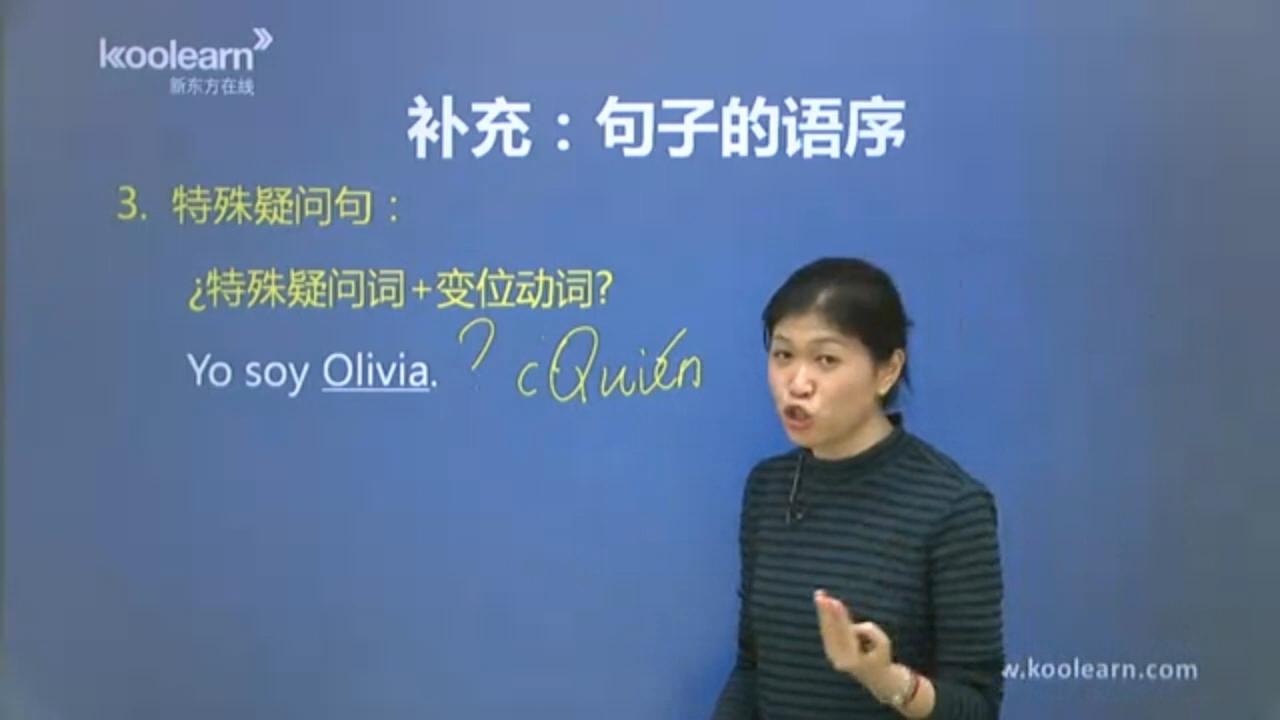 koolearn
新东方在线
补充：句子的语序
3. 特殊疑问句：
¿特殊疑问词+变位动词?
Yo soy Olivia. ? ¿Quién
w.koolearn.com